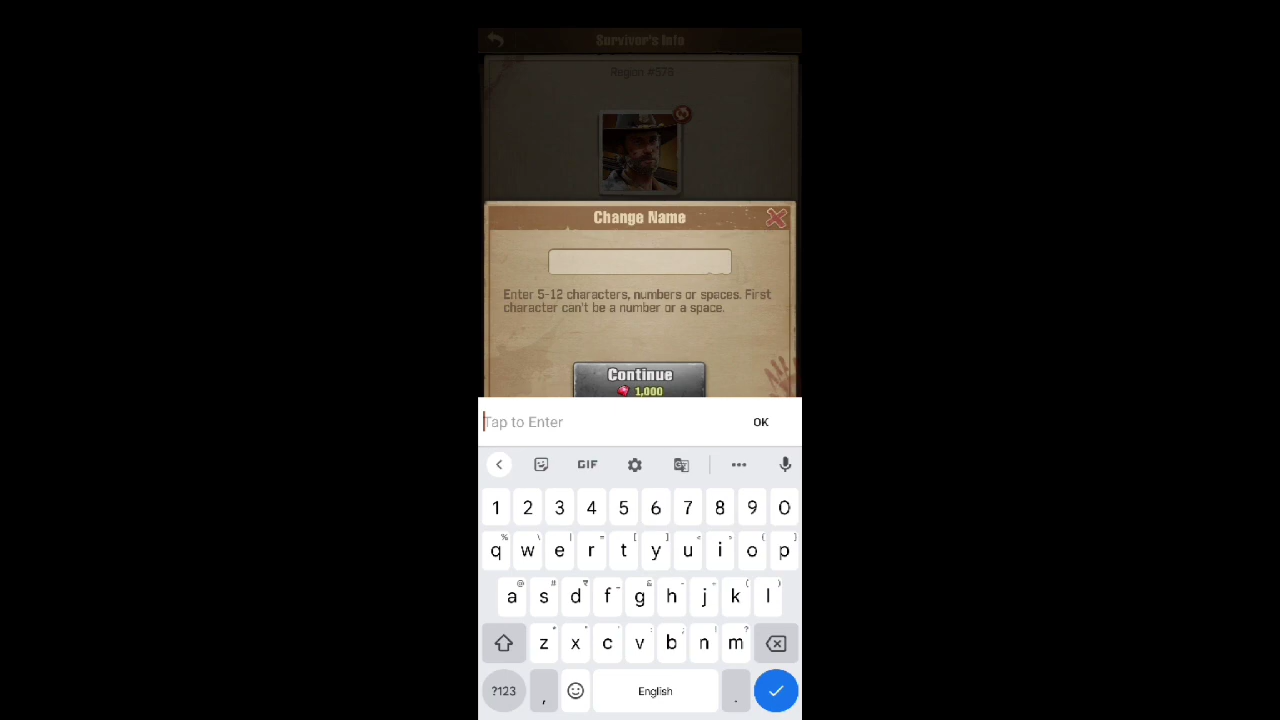 Survivor's Info
Region #578
Change Name
Enter 5-12 characters, numbers or spaces. First
character can't be a number or a space.
Continue
1,000
Tap to Enter
OK
GIF
1 2 3 4 5 6 7 8 9 0
q w e r t y u i o p
a s d f g h j k l
z x c v b n m
?123 , English .